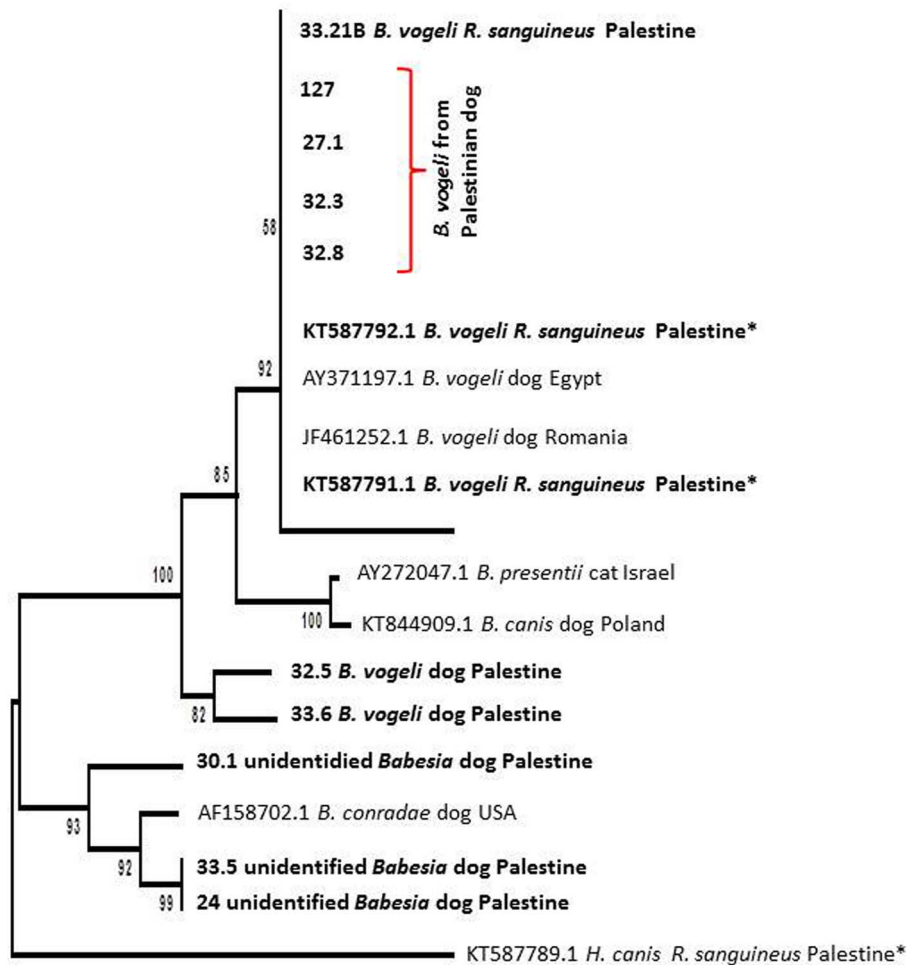 33.21B B. vogeli R. sanguineus Palestine
127
27.1
32.3
32.8
B. vogeli from
Palestinian dog
58
KT587792.1 B. vogeli R. sanguineus Palestine*
92
AY371197.1 B. vogeli dog Egypt
JF461252.1 B. vogeli dog Romania
85
KT587791.1 B. vogeli R. sanguineus Palestine*
100
AY272047.1 B. presentii cat Israel
100
KT844909.1 B. canis dog Poland
32.5 B. vogeli dog Palestine
82
33.6 B. vogeli dog Palestine
30.1 unidentidied Babesia dog Palestine
93
AF158702.1 B. conradae dog USA
92
33.5 unidentified Babesia dog Palestine
99
24 unidentified Babesia dog Palestine
KT587789.1 H. canis R. sanguineus Palestine*